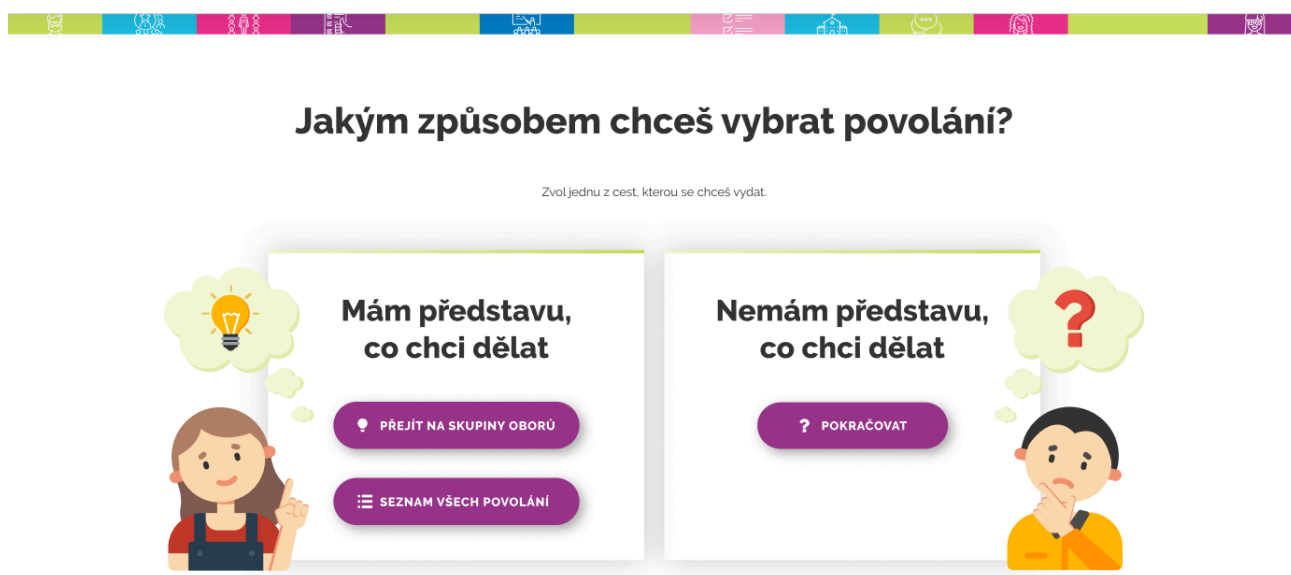 Jakým způsobem chceš vybrat povolání?
Zvol jednu z cest, kterou se chceš vydat.
Mám představu,
co chci dělat
PŘEJÍT NA SKUPINY OBORŮ
SEZNAM VŠECH POVOLÁNÍ
Nemám představu,
co chci dělat
? POKRAČOVAT
?